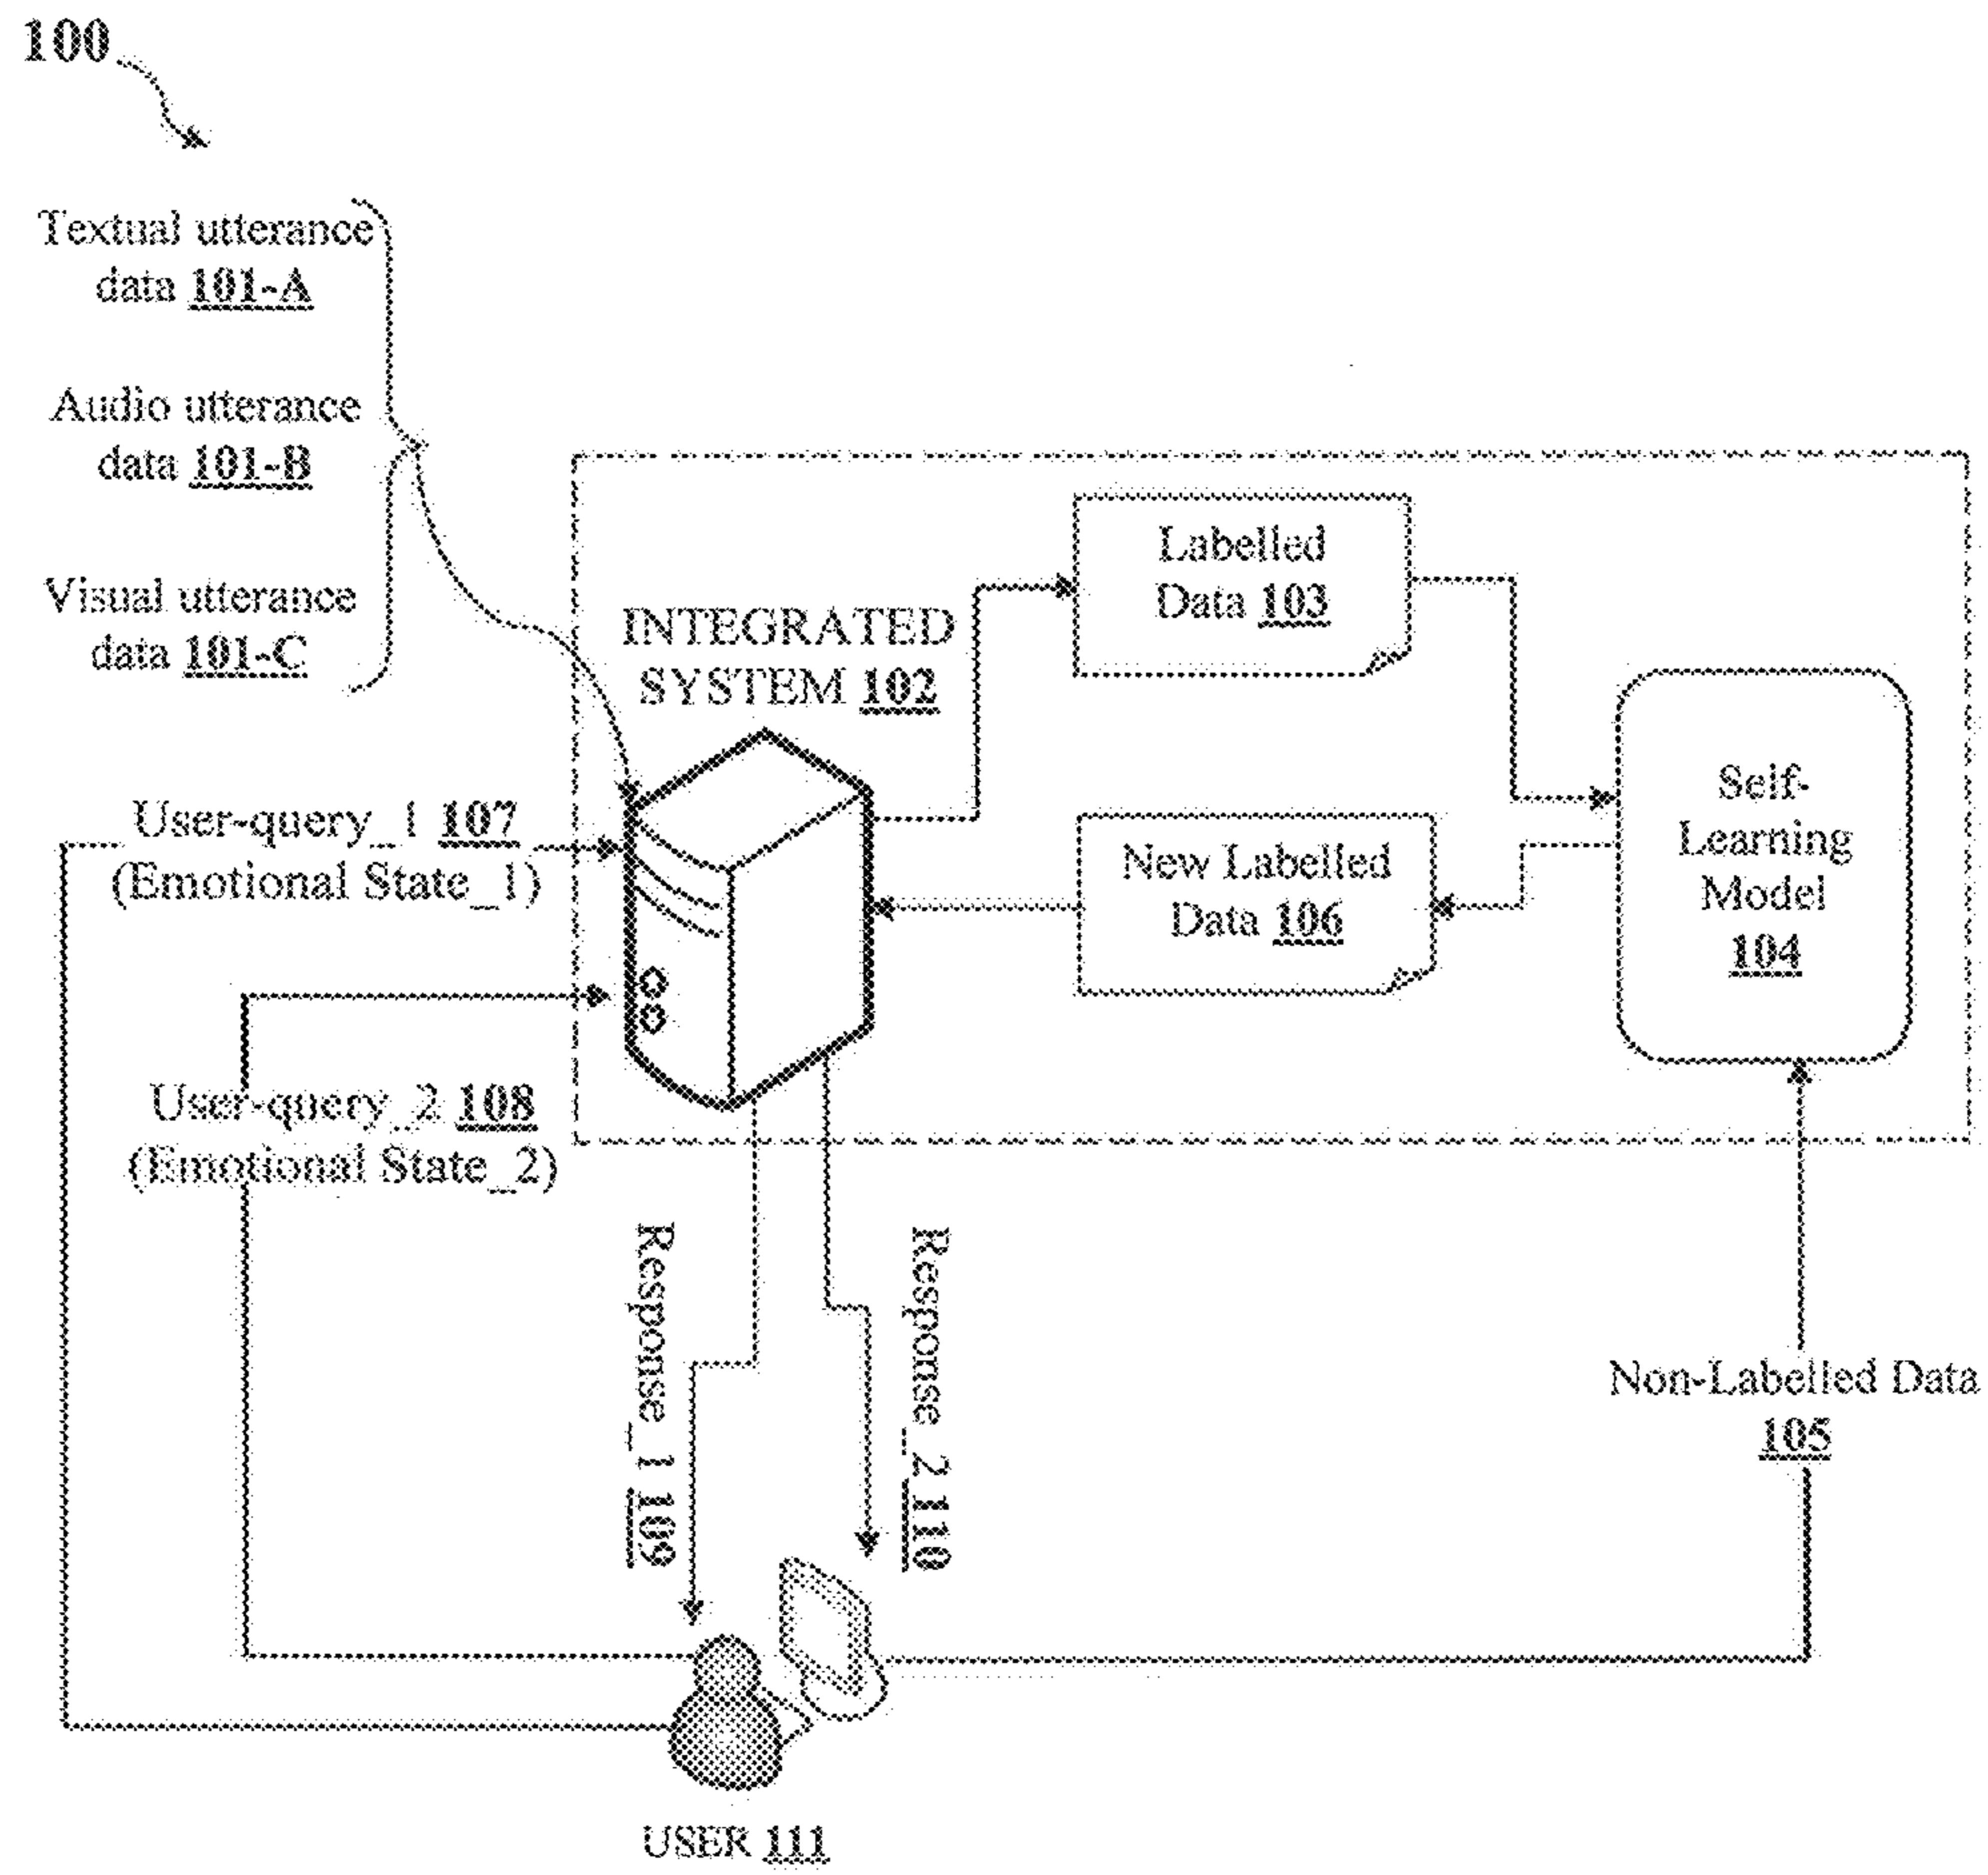 100
Textual utterance
data 101-A
Audio utterance
data 101-B
Visual utterance
data 101-C
INTEGRATED
SYSTEM 102
Labelled
Data 103
Self-
Learning
Model
104
New Labelled
Data 106
User-query_1 107
(Emotional State_1)
User-query_2 108
(Emotional State_2)
Response_1 109
Response_2 110
Non-Labelled Data
105
USER 111